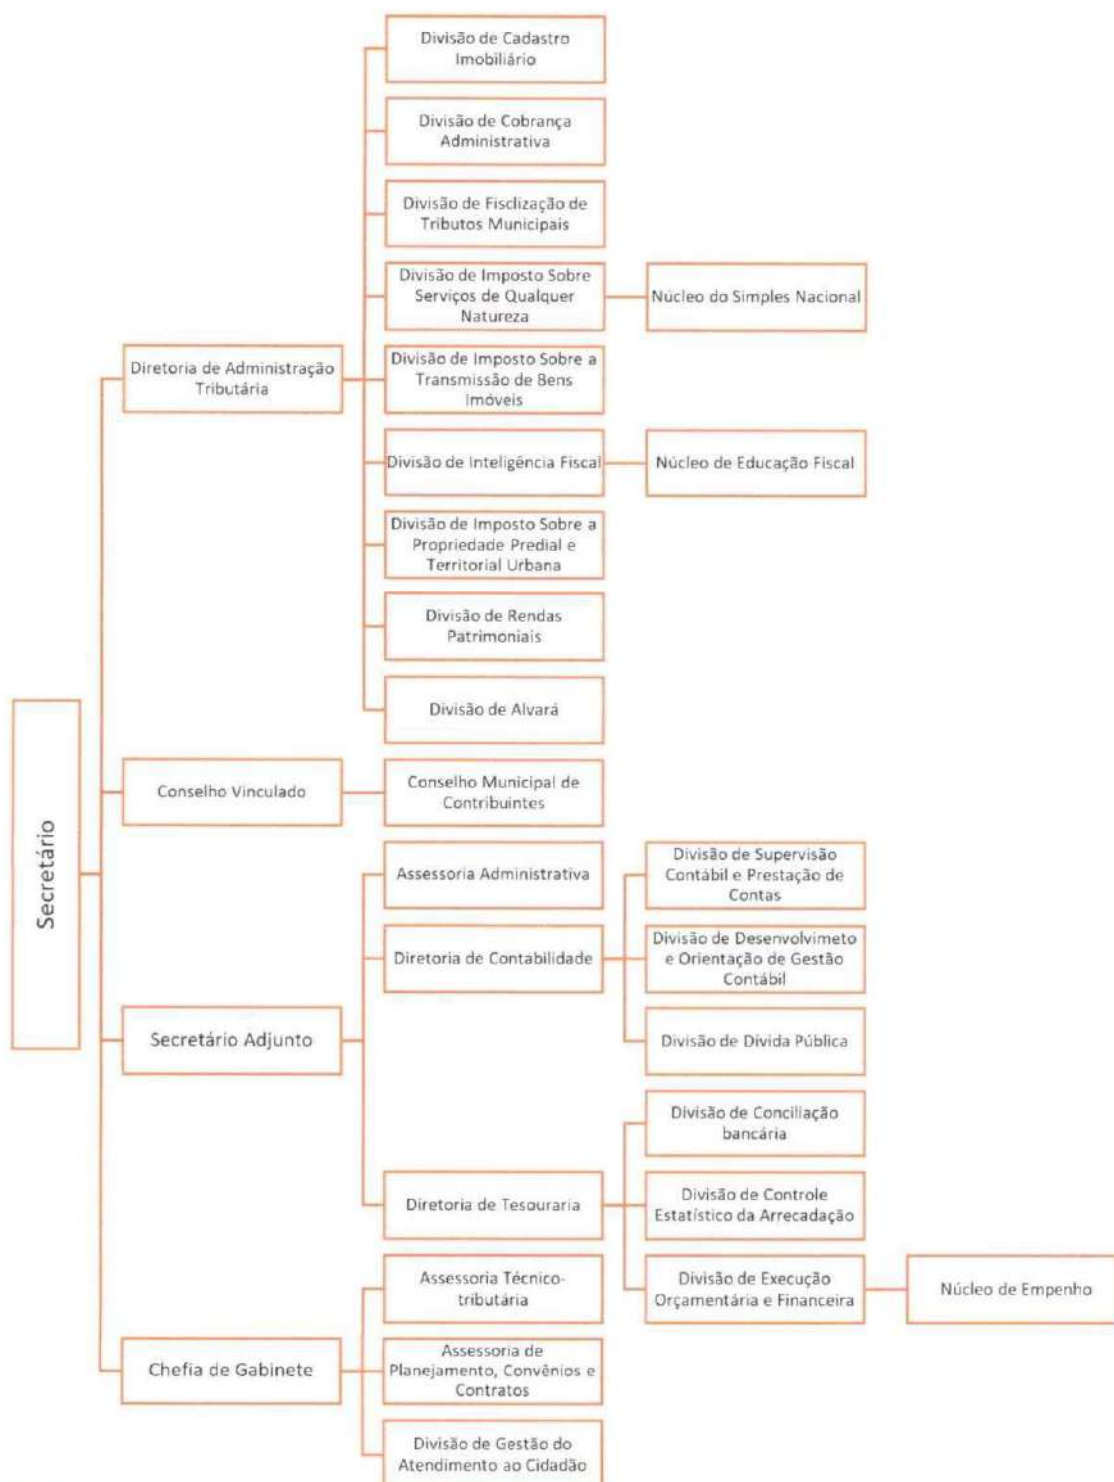 Divisão de Cadastro
Imobiliário
Divisão de Cobrança
Administrativa
Divisão de Fisclização de
Tributos Municipais
Divisão de Imposto Sobre
Serviços de Qualquer
Natureza
Núcleo do Simples Nacional
Diretoria de Administração
Tributária
Divisão de Imposto Sobre a
Transmissão de Bens
Imóveis
Divisão de Inteligência Fiscal
Núcleo de Educação Fiscal
Divisão de Imposto Sobre a
Propriedade Predial e
Territorial Urbana
Divisão de Rendas
Patrimoniais
Divisão de Alvará
Secretário
Conselho Vinculado
Conselho Municipal de
Contribuintes
Assessoria Administrativa
Divisão de Supervisão
Contábil e Prestação de
Contas
Diretoria de Contabilidade
Divisão de Desenvolvimeto
e Orientação de Gestão
Contábil
Secretário Adjunto
Divisão de Dívida Pública
Divisão de Conciliação
bancária
Diretoria de Tesouraria
Divisão de Controle
Estatístico da Arrecadação
Assessoria Técnico-
tributária
Divisão de Execução
Orçamentária e Financeira
Núcleo de Empenho
Chefia de Gabinete
Assessoria de
Planejamento, Convênios e
Contratos
Divisão de Gestão do
Atendimento ao Cidadão